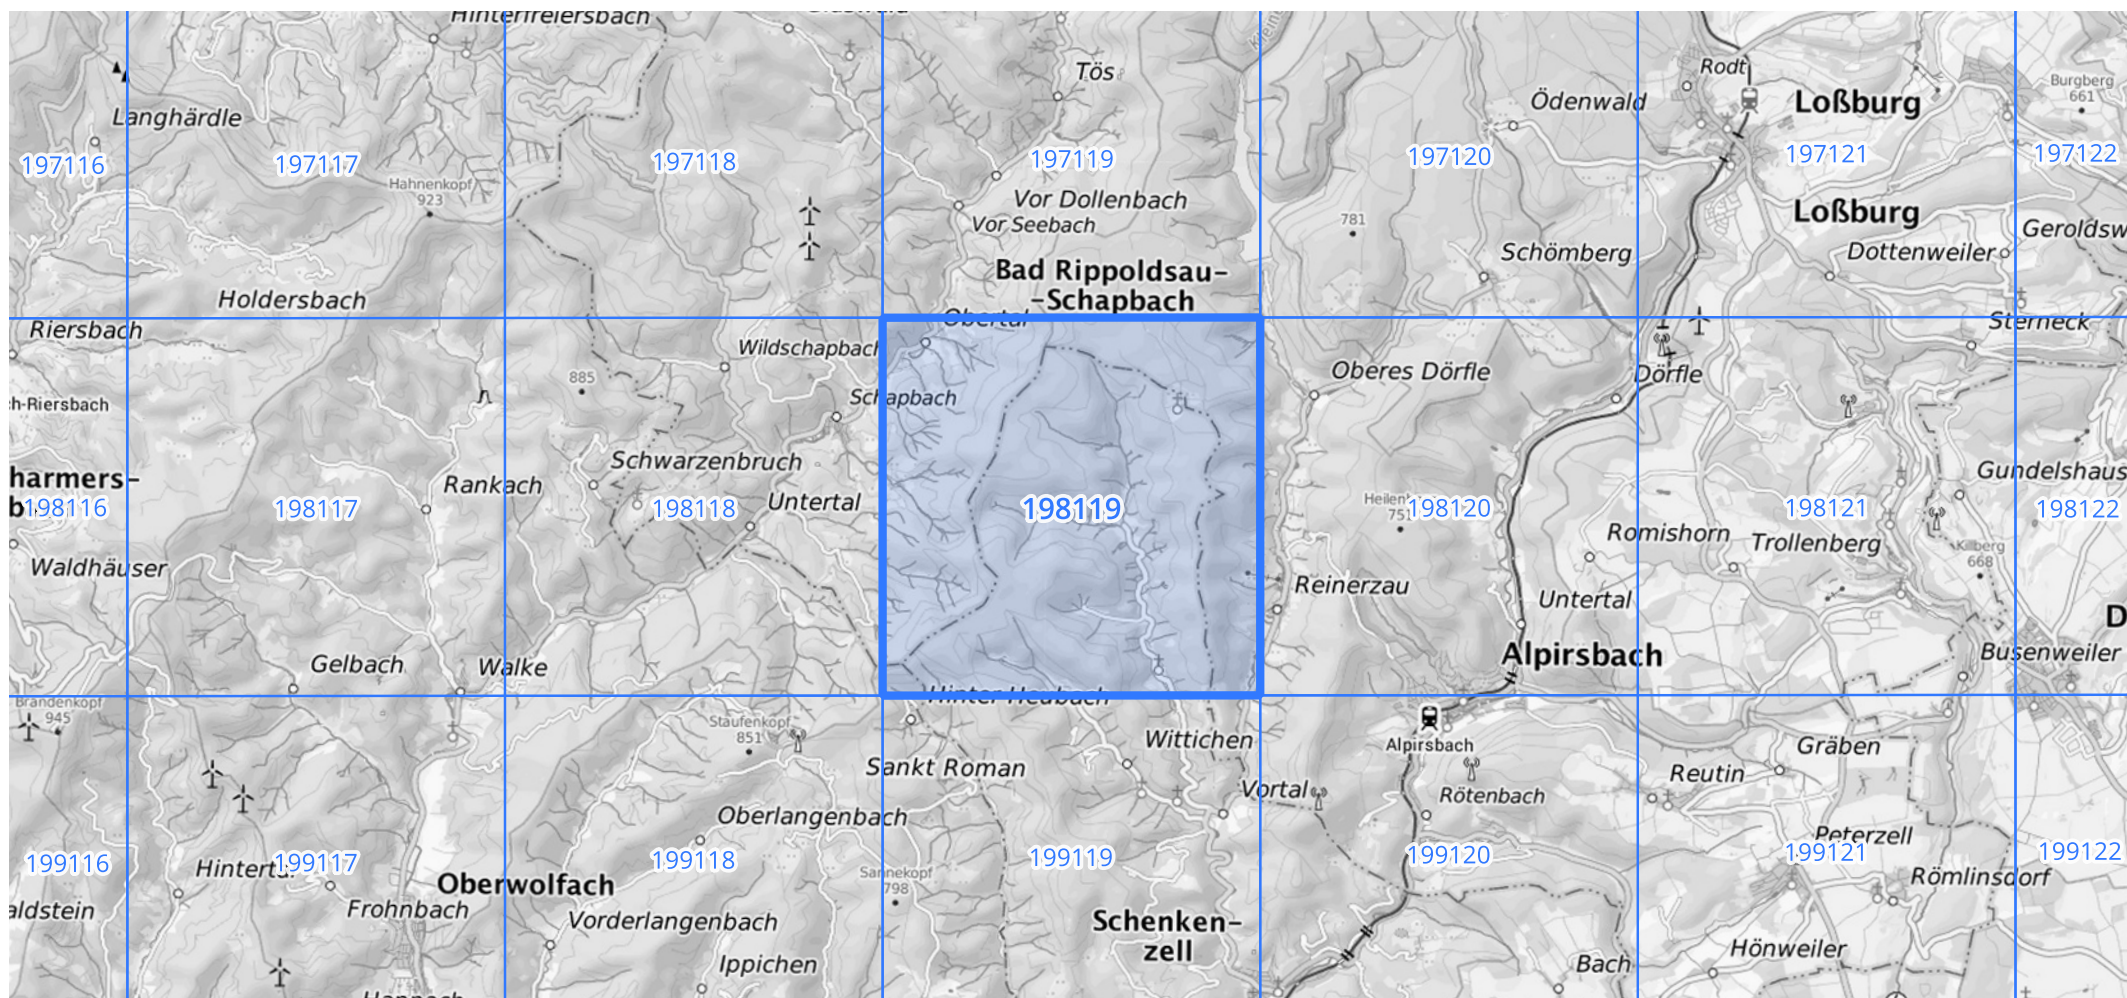 Hinterfreiersbach
Tös
Rodt
Ödenwald
Loßburg
Burgberg
661
Langhärdle
197116
197117
197118
197119
197120
197121
197122
Hahnenkopf
923
Vor Dollenbach
Vor Seebach
781
Loßburg
Geroldsw
Schömberg
Dottenweiler
Bad Rippoldsau-
-Schapbach
Holdersbach
Obertal
Riersbach
Sterneck
Wildschapbach
885
Oberes Dörfle
Dörfle
Schapbach
ch-Riersbach
Schwarzenbruch
harmers-
b.
Rankach
Untertal
Gundelshaus
198116
198117
198118
198119
198120
198121
198122
751
Romishorn
Trollenberg
Kilberg
668
Waldhäuser
Reinerzau
Untertal
D
Gelbach
Walke
Alpirsbach
Busenweiler
Hinter Heubach
Brandenkopf
945
Staufenkopf
851
Wittichen
Alpirsbach
Gräben
Sankt Roman
Reutin
Vortal
Rötenbach
Oberlangenbach
Peterzell
199116
199117
199118
199119
199120
199121
199122
Sannekopf
798
Oberwolfach
Römlinsdorf
aldstein
Frohnbach
Vorderlangenbach
Schenken-
zell
Hönweiler
Ippichen
Bach